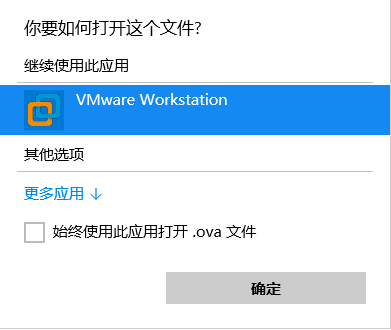 你要如何打开这个文件?
继续使用此应用
VMware Workstation
其他选项
更多应用 ↓
始终使用此应用打开 .ova 文件
确定